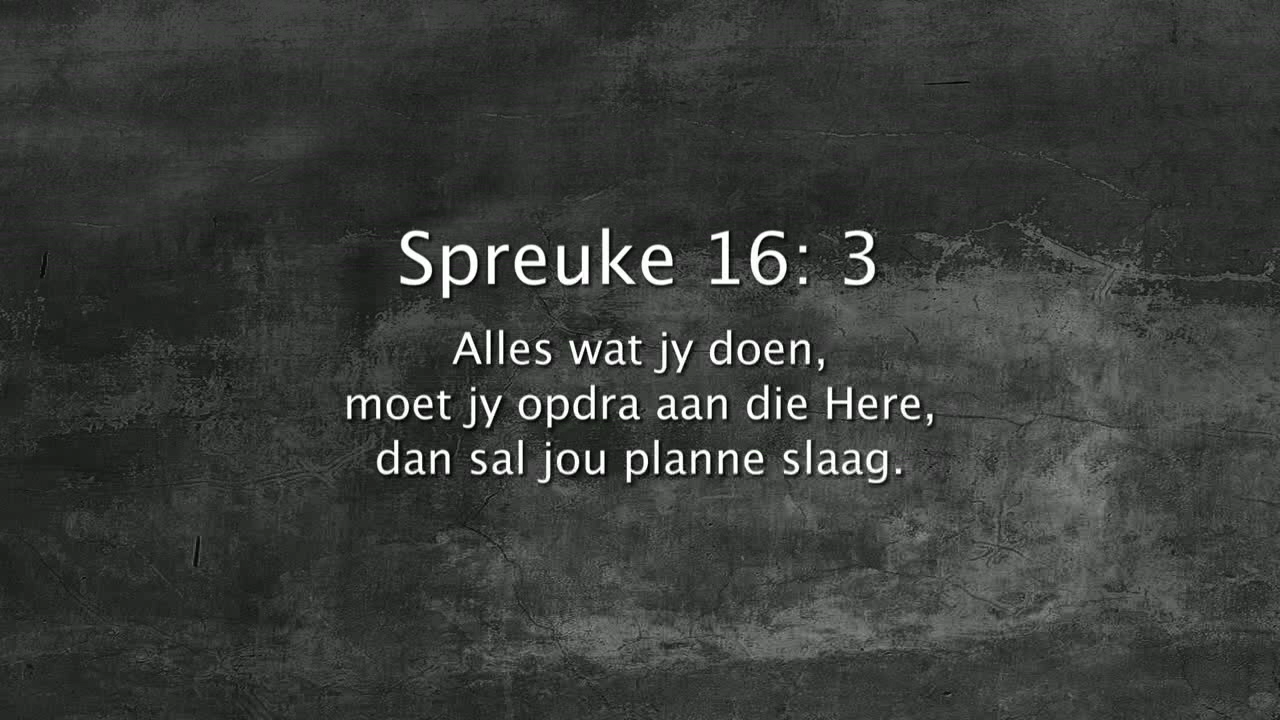 Spreuke 16: 3
Alles wat jy doen,
moet jy opdra aan die Here,
dan sal jou planne slaag.